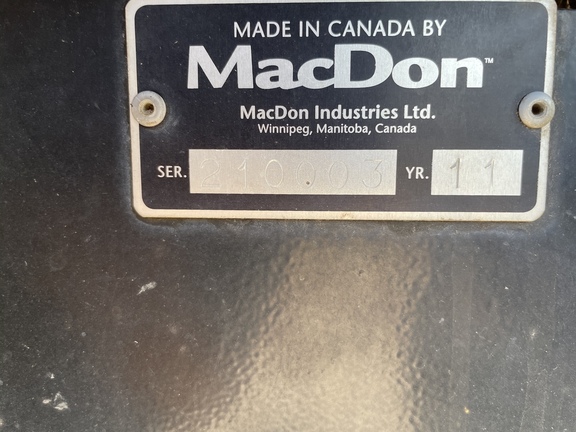 MADE IN CANADA BY
MacDon™
MacDon Industries Ltd.
Winnipeg, Manitoba, Canada
SER. 210003 YR. 11